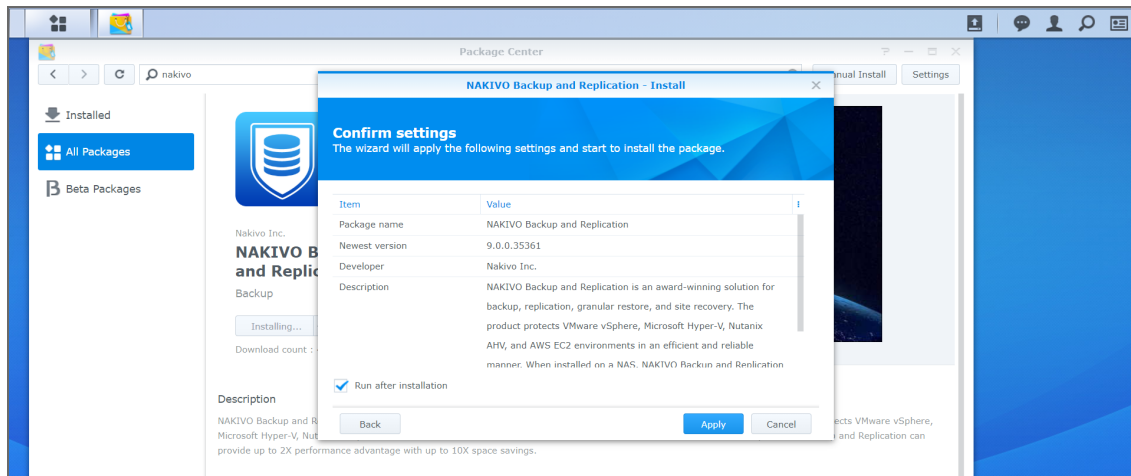 Package Center
nakivo
Manual Install
Settings
Installed
All Packages
Beta Packages
Nakivo Inc.
NAKIVO B
and Replic
Backup
Installing...
Download count :
NAKIVO Backup and Replication - Install
Confirm settings
The wizard will apply the following settings and start to install the package.
Item Value
Package name NAKIVO Backup and Replication
Newest version 9.0.0.35361
Developer Nakivo Inc.
Description NAKIVO Backup and Replication is an award-winning solution for
backup, replication, granular restore, and site recovery. The
product protects VMware vSphere, Microsoft Hyper-V, Nutanix
AHV, and AWS EC2 environments in an efficient and reliable
manner. When installed on a NAS, NAKIVO Backup and Replication
Run after installation
Back
Apply
Cancel
Description
NAKIVO Backup and R ects VMware vSphere,
Microsoft Hyper-V, Nut and Replication can
provide up to 2X performance advantage with up to 10X space savings.